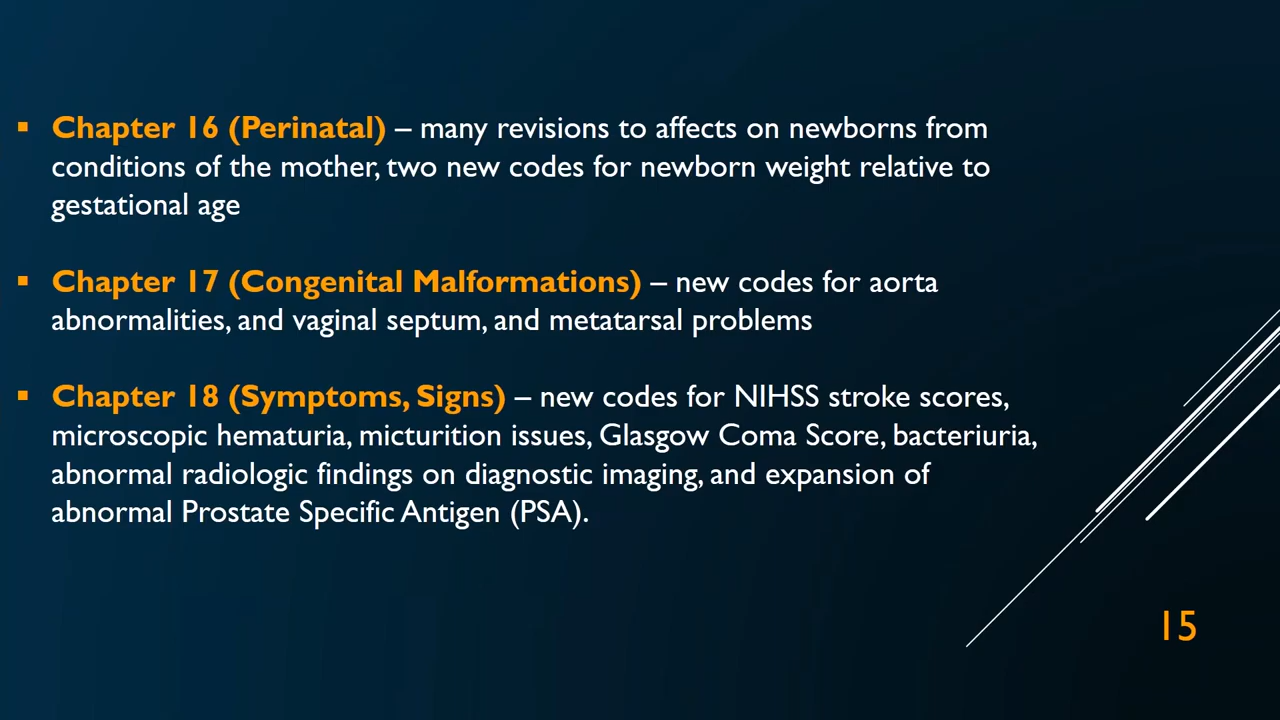 ▪ Chapter 16 (Perinatal) – many revisions to affects on newborns from
conditions of the mother, two new codes for newborn weight relative to
gestational age
▪ Chapter 17 (Congenital Malformations) – new codes for aorta
abnormalities, and vaginal septum, and metatarsal problems
▪ Chapter 18 (Symptoms, Signs) – new codes for NIHSS stroke scores,
microscopic hematuria, micturition issues, Glasgow Coma Score, bacteriuria,
abnormal radiologic findings on diagnostic imaging, and expansion of
abnormal Prostate Specific Antigen (PSA).
15